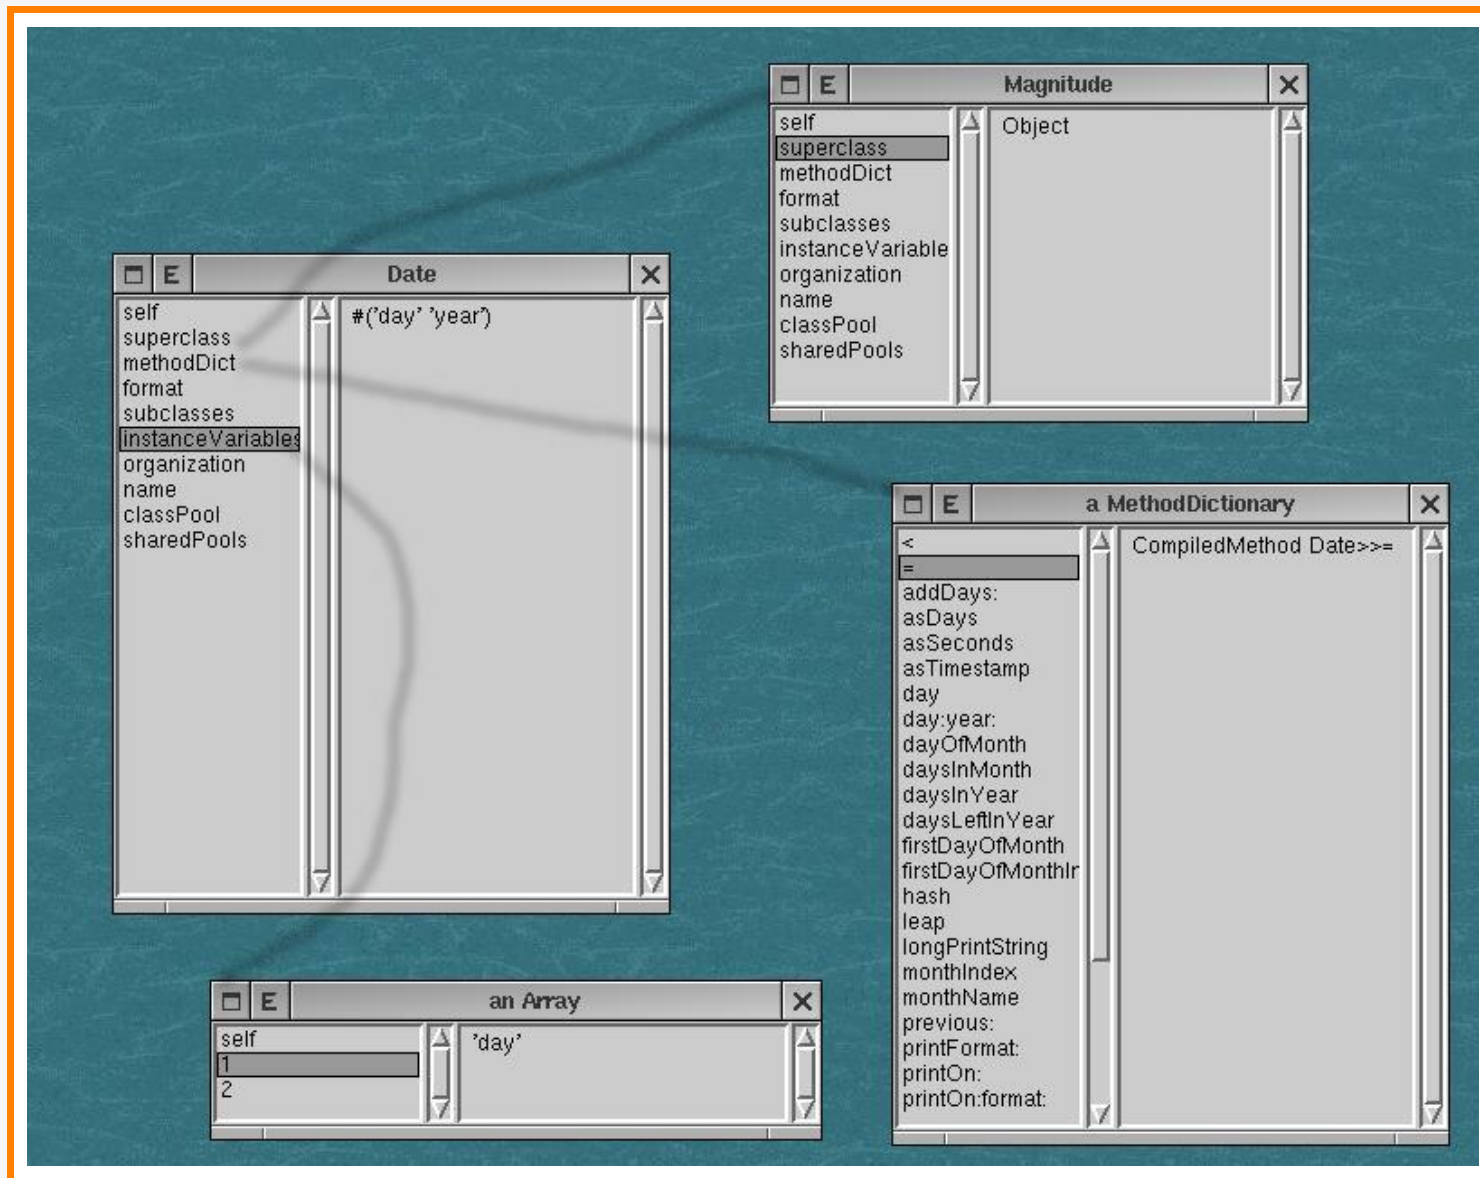 E Magnitude
self
superclass
methodDict
format
subclasses
instanceVariable
organization
name
classPool
sharedPools
Object
E Date
self
superclass
methodDict
format
subclasses
instanceVariables
organization
name
classPool
sharedPools
#('day' 'year')
E a MethodDictionary
<
=
addDays:
asDays
asSeconds
asTimestamp
day
day:year:
dayOfMonth
daysInMonth
daysInYear
daysLeftInYear
firstDayOfMonth
firstDayOfMonthIr
hash
leap
longPrintString
monthIndex
monthName
previous:
printFormat:
printOn:
printOn:format:
CompiledMethod Date>>=
E an Array
self
1
2
'day'